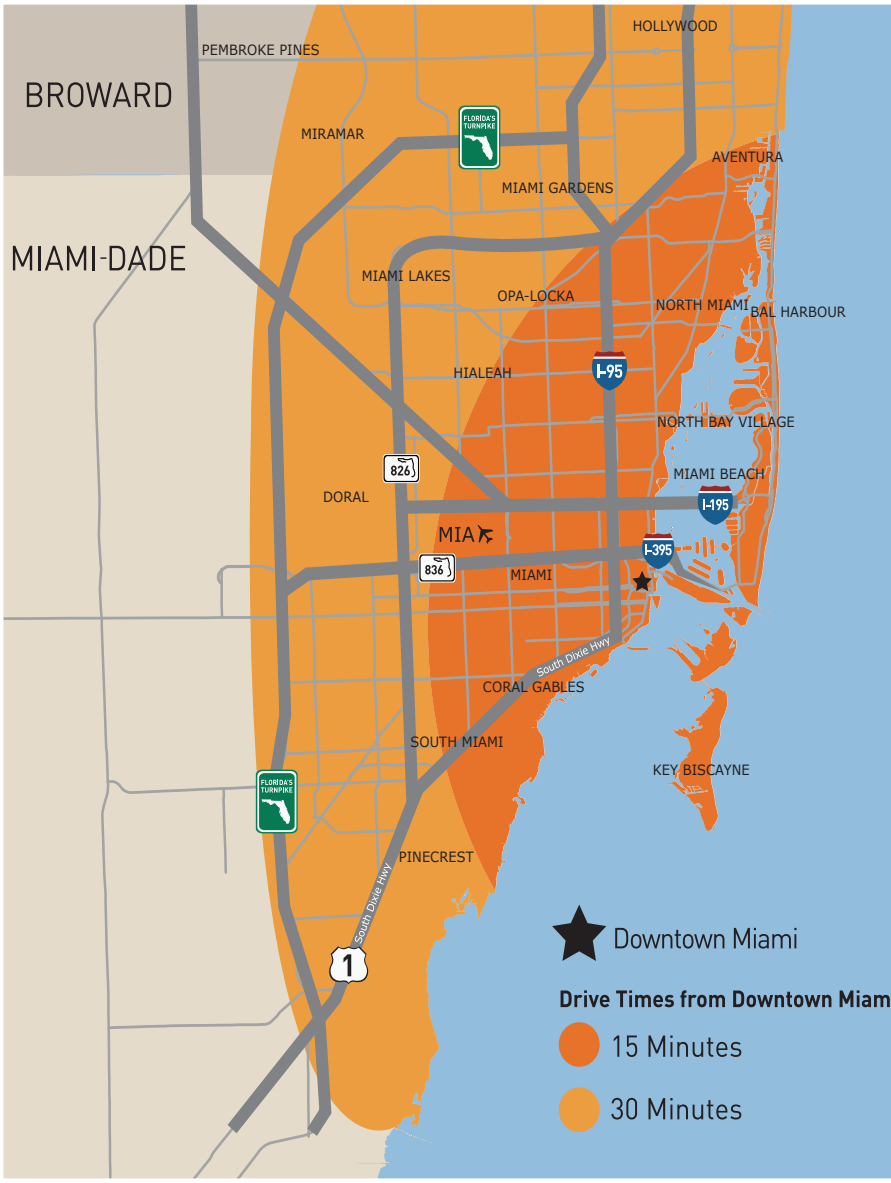 HOLLYWOOD
PEMBROKE PINES
BROWARD
FLORIDA'S
TURNPIKE
MIRAMAR
AVENTURA
MIAMI GARDENS
MIAMI-DADE
MIAMI LAKES
OPA-LOCKA
NORTH MIAMI
BAL HARBOUR
I-95
HIALEAH
NORTH BAY VILLAGE
826
MIAMI BEACH
DORAL
I-195
MIA
I-395
836
MIAMI
South Dixie Hwy
CORAL GABLES
SOUTH MIAMI
KEY BISCAYNE
FLORIDA'S
TURNPIKE
PINECREST
South Dixie Hwy
1
Downtown Miami
Drive Times from Downtown Miam
15 Minutes
30 Minutes